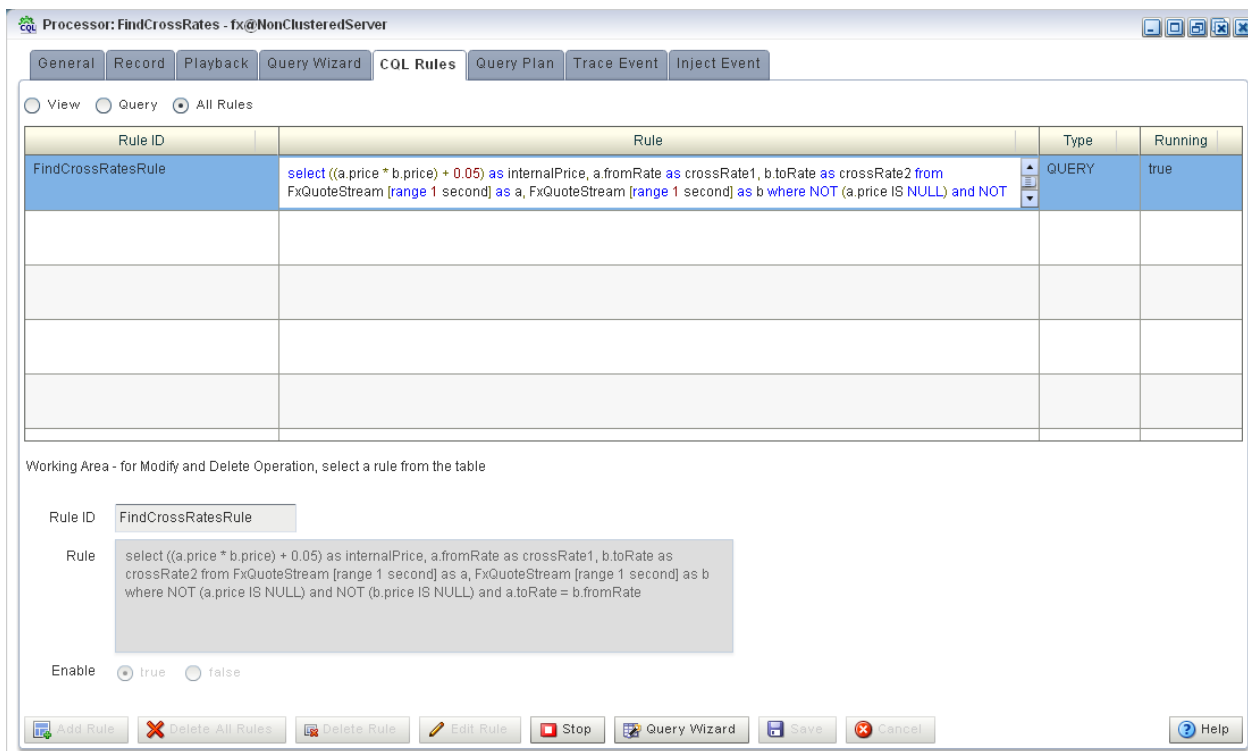 CQL Processor: FindCrossRates - fx@NonClusteredServer
General Record Playback Query Wizard CQL Rules Query Plan Trace Event Inject Event
View Query All Rules
Rule ID Rule Type Running
FindCrossRatesRule
select ((a.price * b.price) + 0.05) as internalPrice, a.fromRate as crossRate1, b.toRate as crossRate2 from
FxQuoteStream [range 1 second] as a, FxQuoteStream [range 1 second] as b where NOT (a.price IS NULL) and NOT
QUERY true
Working Area - for Modify and Delete Operation, select a rule from the table
Rule ID FindCrossRatesRule
Rule
select ((a.price * b.price) + 0.05) as internalPrice, a.fromRate as crossRate1, b.toRate as
crossRate2 from FxQuoteStream [range 1 second] as a, FxQuoteStream [range 1 second] as b
where NOT (a.price IS NULL) and NOT (b.price IS NULL) and a.toRate = b.fromRate
Enable true false
Add Rule Delete All Rules Delete Rule Edit Rule Stop Query Wizard Save Cancel Help